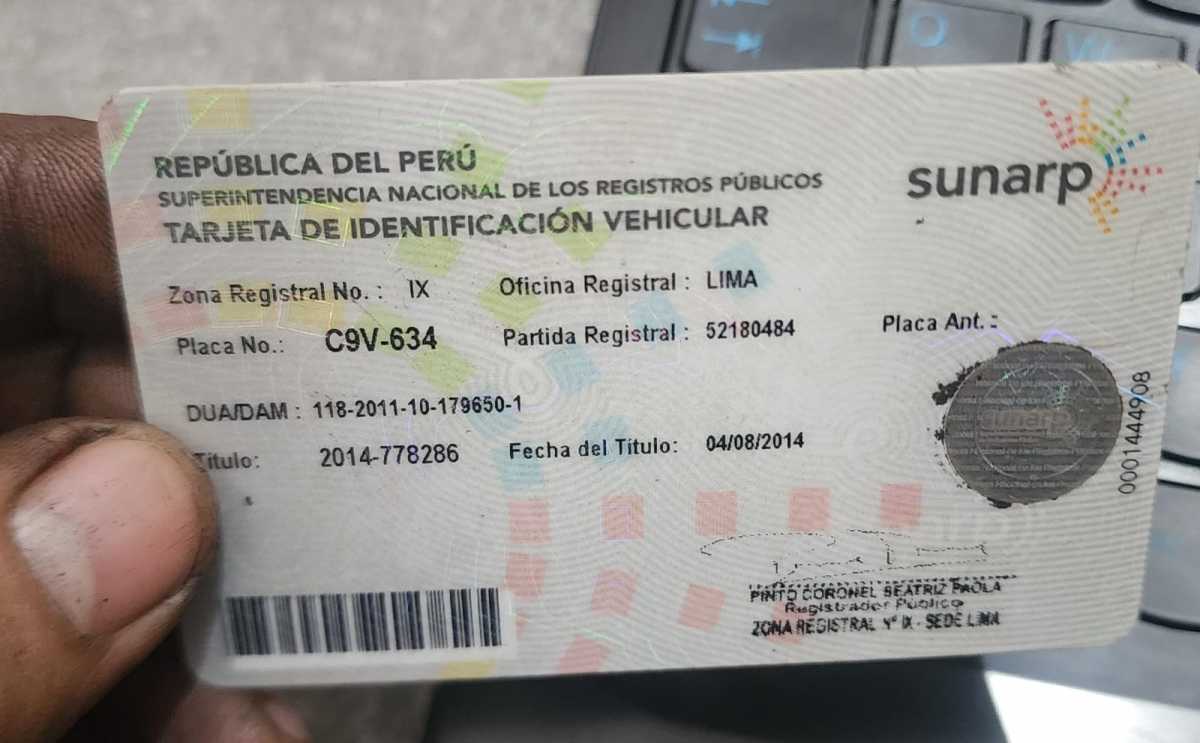 REPÚBLICA DEL PERÚ
SUPERINTENDENCIA NACIONAL DE LOS REGISTROS PÚBLICOS
TARJETA DE IDENTIFICACIÓN VEHICULAR
sunarp
Zona Registral No. : IX Oficina Registral : LIMA
Placa No.: C9V-634 Partida Registral : 52180484 Placa Ant. :
DUA/DAM : 118-2011-10-179650-1
Título: 2014-778286 Fecha del Título: 04/08/2014
sunarp
0001444908
PINTO CORONEL BEATRIZ PAOLA
Registrador Público
ZONA REGISTRAL Nº IX - SEDE LIMA